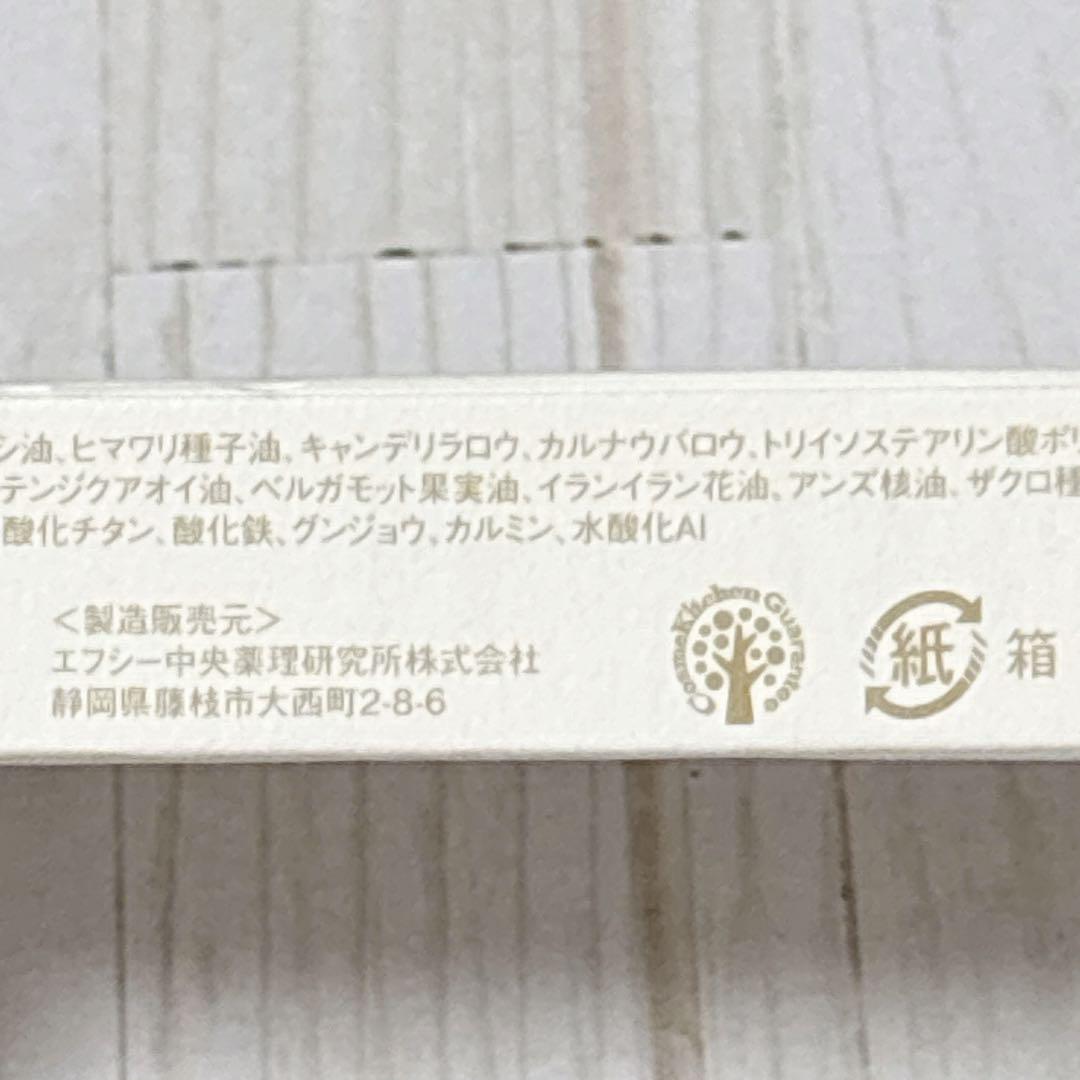 シ油、ヒマワリ種子油、キャンデリラロウ、カルナウバロウ、トリイソステアリン酸ポリ
テンジクアオイ油、ベルガモット果実油、イランイラン花油、アンズ核油、ザクロ種
酸化チタン、酸化鉄、グンジョウ、カルミン、水酸化Al
＜製造販売元＞
エフシー中央薬理研究所株式会社
静岡県藤枝市大西町2-8-6
CosmeKitchen Guarantee
紙 箱